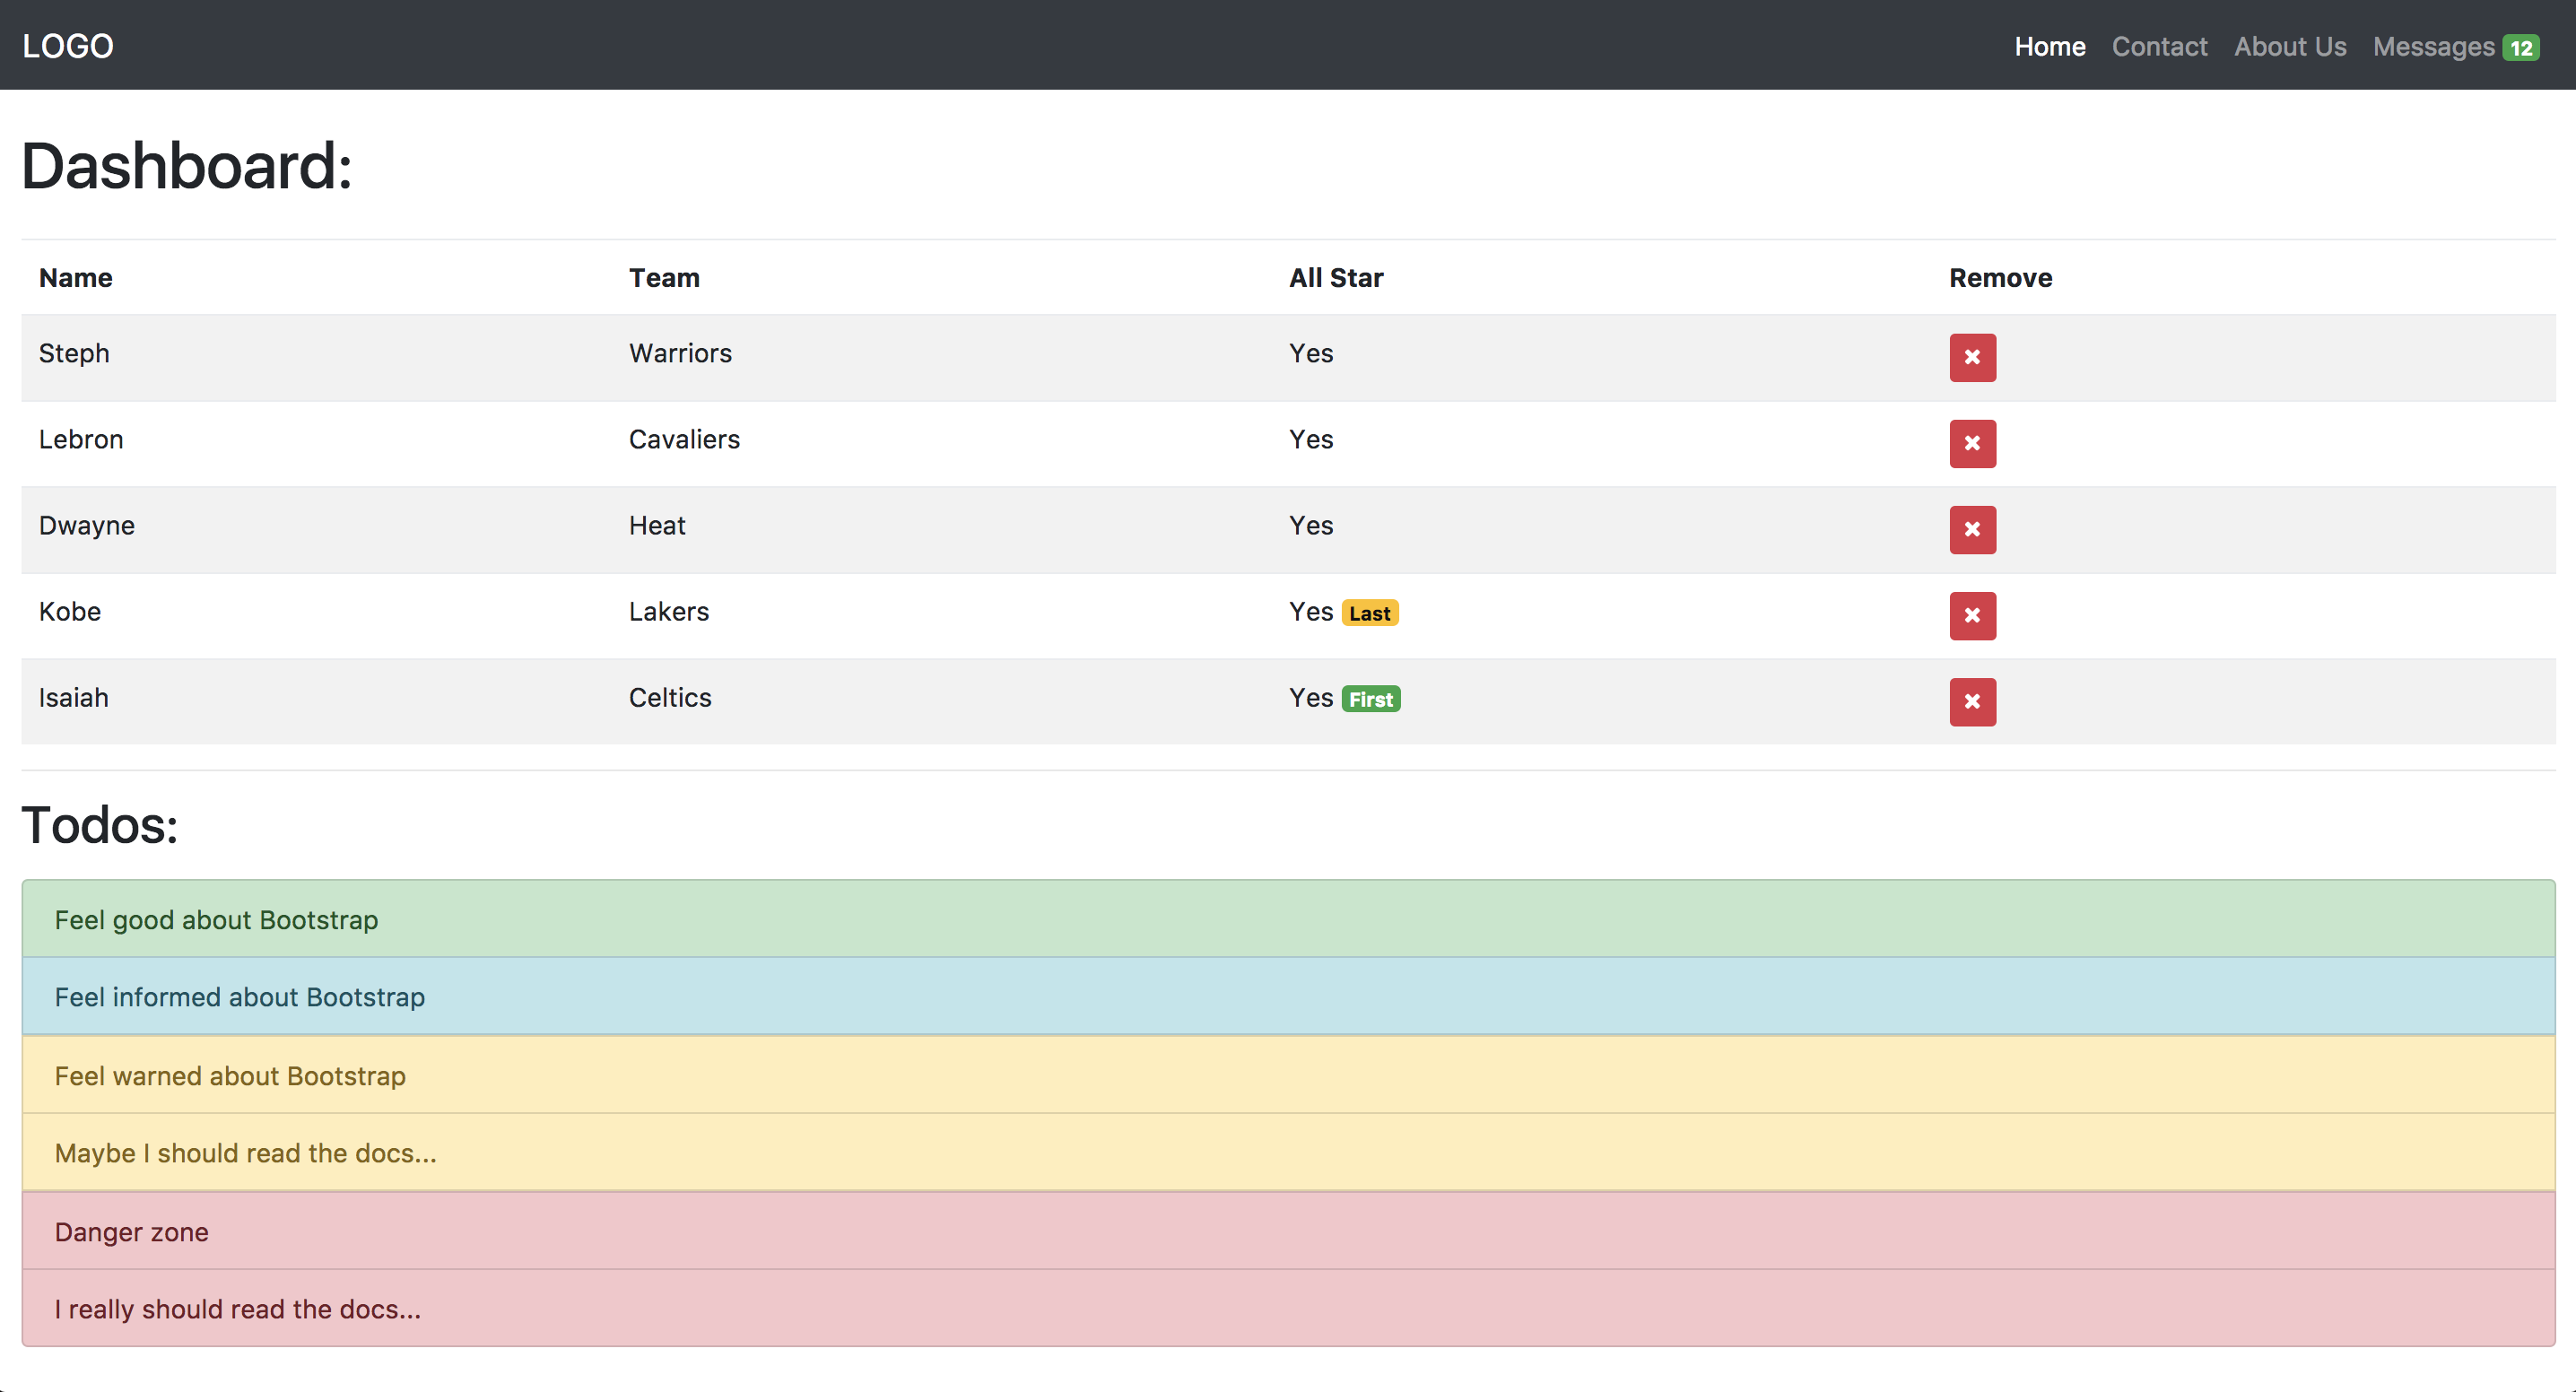 LOGO Home Contact About Us Messages 12
Dashboard:
Name Team All Star Remove
Steph Warriors Yes
Lebron Cavaliers Yes
Dwayne Heat Yes
Kobe Lakers Yes Last
Isaiah Celtics Yes First
Todos:
Feel good about Bootstrap
Feel informed about Bootstrap
Feel warned about Bootstrap
Maybe I should read the docs...
Danger zone
I really should read the docs...